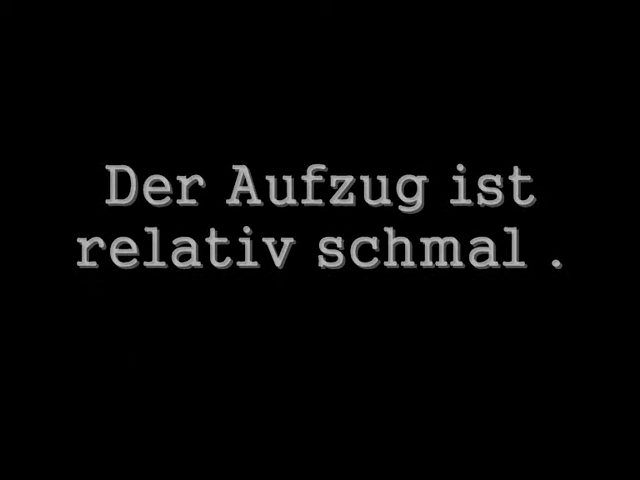 Der Aufzug ist
relativ schmal .